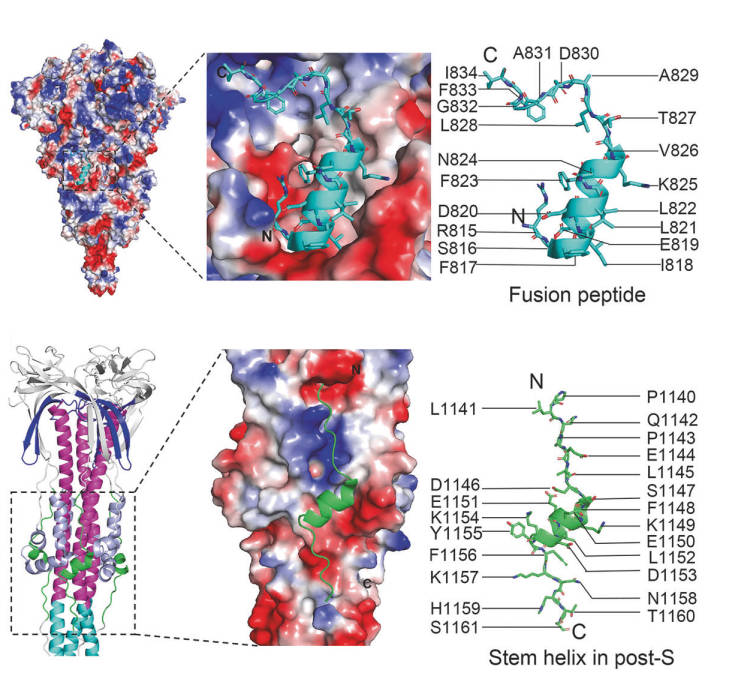 C
N
C
A831
D830
I834
F833
G832
L828
A829
T827
V826
N824
F823
K825
D820
N
R815
S816
F817
L822
L821
E819
I818
Fusion peptide
N
C
N
L1141
P1140
Q1142
P1143
E1144
L1145
D1146
E1151
K1154
Y1155
F1156
K1157
H1159
S1161
S1147
F1148
K1149
E1150
L1152
D1153
N1158
T1160
C
Stem helix in post-S